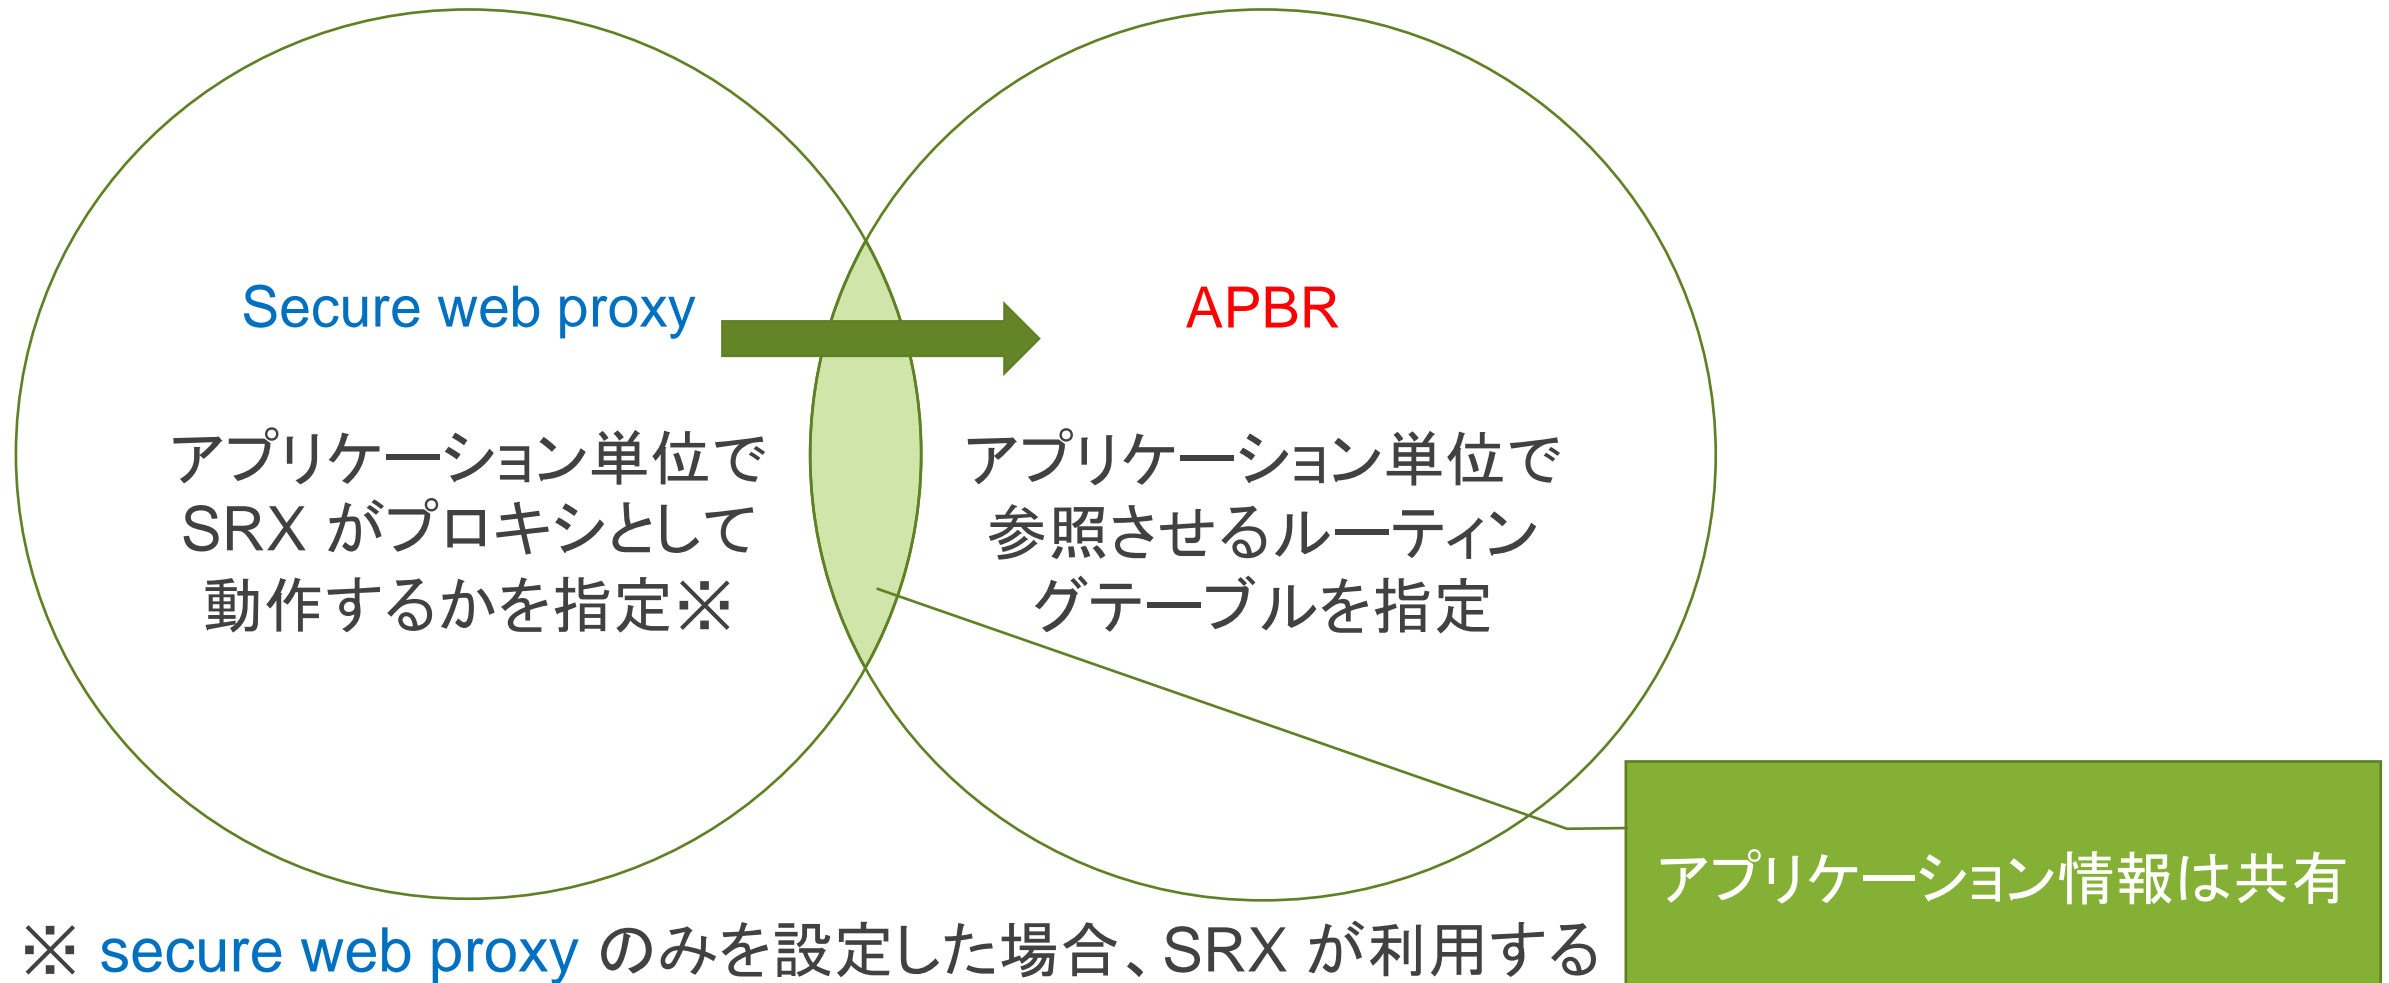 Secure web proxy
アプリケーション単位で
SRX がプロキシとして
動作するかを指定※
APBR
アプリケーション単位で
参照させるルーティン
グテーブルを指定
アプリケーション情報は共有
※ secure web proxy のみを設定した場合、SRX が利用する